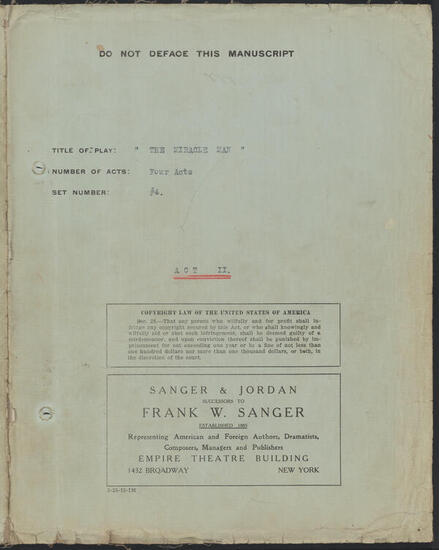 DO NOT DEFACE THIS MANUSCRIPT
TITLE OF PLAY: " THE MIRACLE MAN "
NUMBER OF ACTS: Four Acts
SET NUMBER: #4.
ACT II.
COPYRIGHT LAW OF THE UNITED STATES OF AMERICA
Sec. 28.—That any person who wilfully and for profit shall in-
fringe any copyright secured by this Act, or who shall knowingly and
wilfully aid or abet such infringement, shall be deemed guilty of a
misdemeanor, and upon conviction thereof shall be punished by im-
prisonment for not exceeding one year or by a fine of not less than
one hundred dollars nor more than one thousand dollars, or both, in
the discretion of the court.
SANGER & JORDAN
SUCCESSORS TO
FRANK W. SANGER
ESTABLISHED 1885
Representing American and Foreign Authors, Dramatists,
Composers, Managers and Publishers
EMPIRE THEATRE BUILDING
1432 BROADWAY NEW YORK